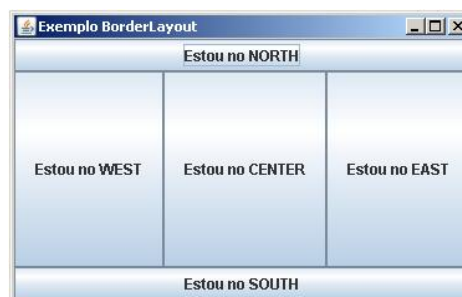 Exemplo BorderLayout
Estou no NORTH
Estou no WEST
Estou no CENTER
Estou no EAST
Estou no SOUTH